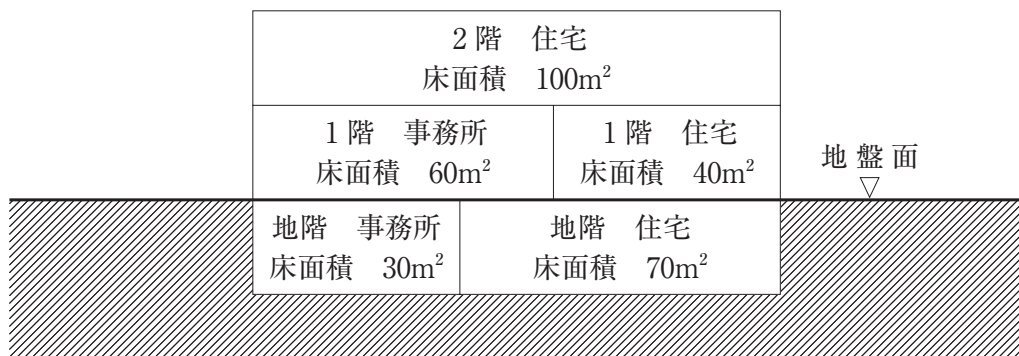 2階　住宅
床面積　100m²
1階　事務所
床面積　60m²
1階　住宅
床面積　40m²
地盤面
地階　事務所
床面積　30m²
地階　住宅
床面積　70m²